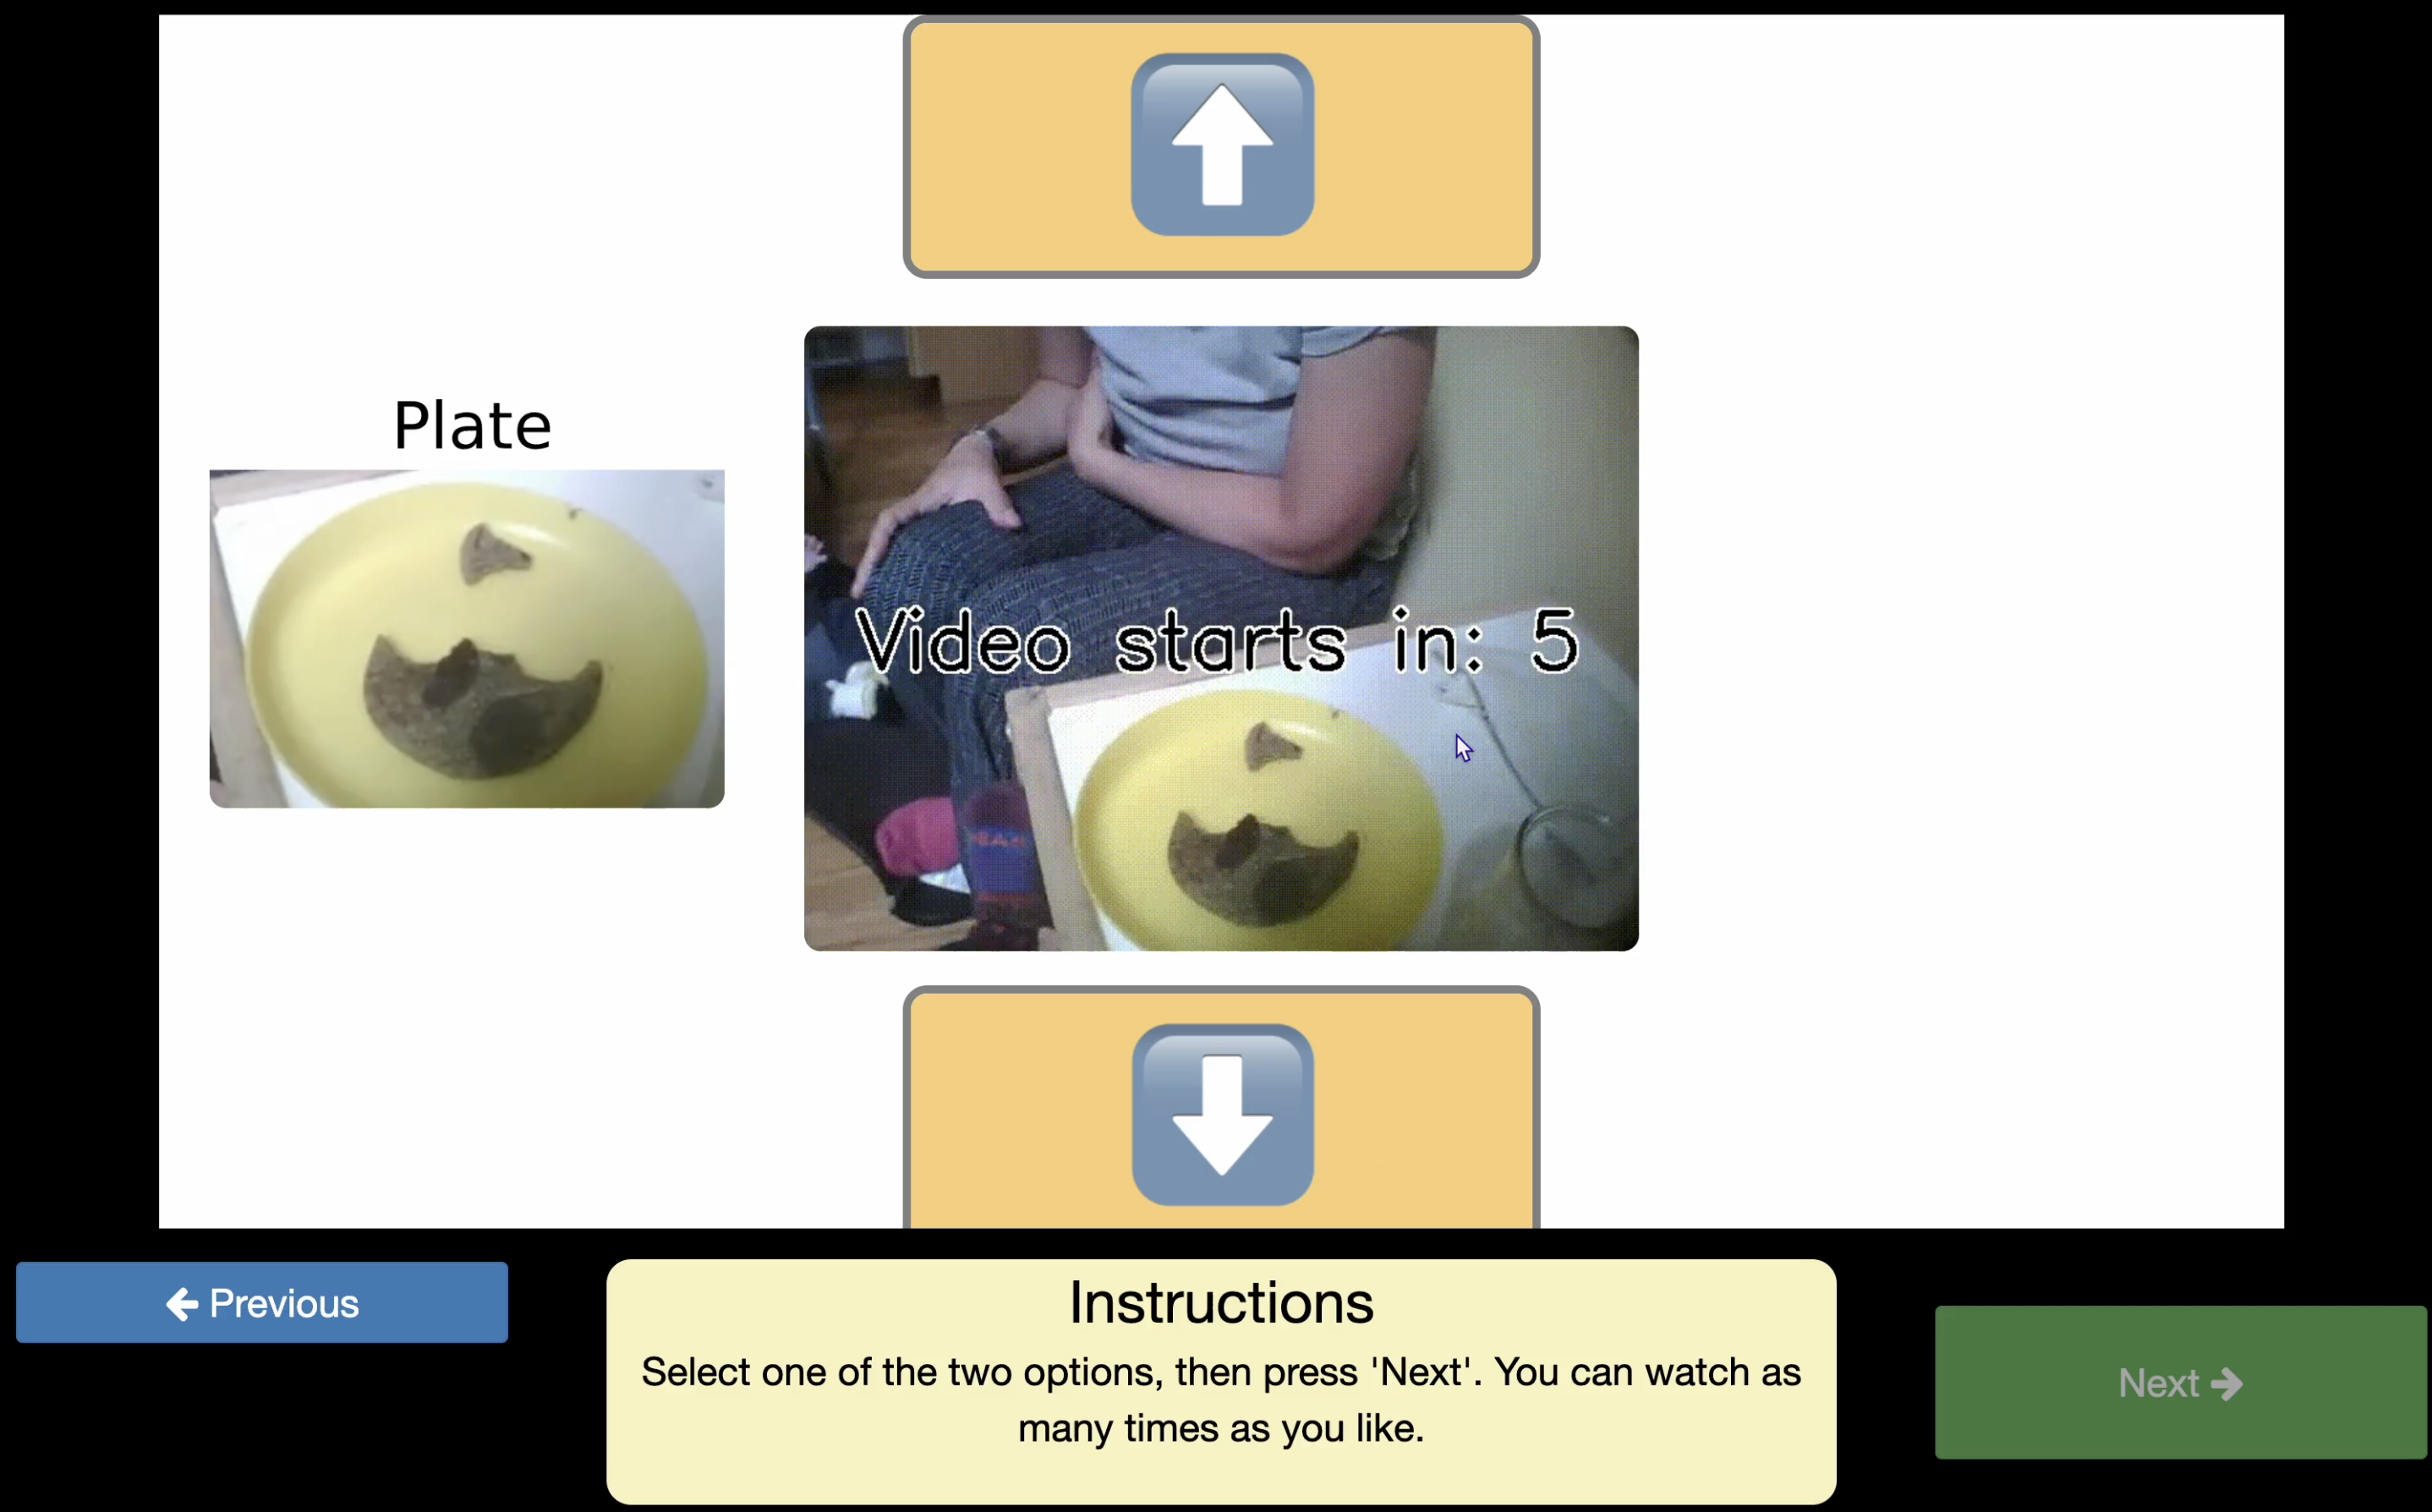 Plate
Video starts in: 5
Previous
Instructions
Select one of the two options, then press 'Next'. You can watch as
many times as you like.
Next